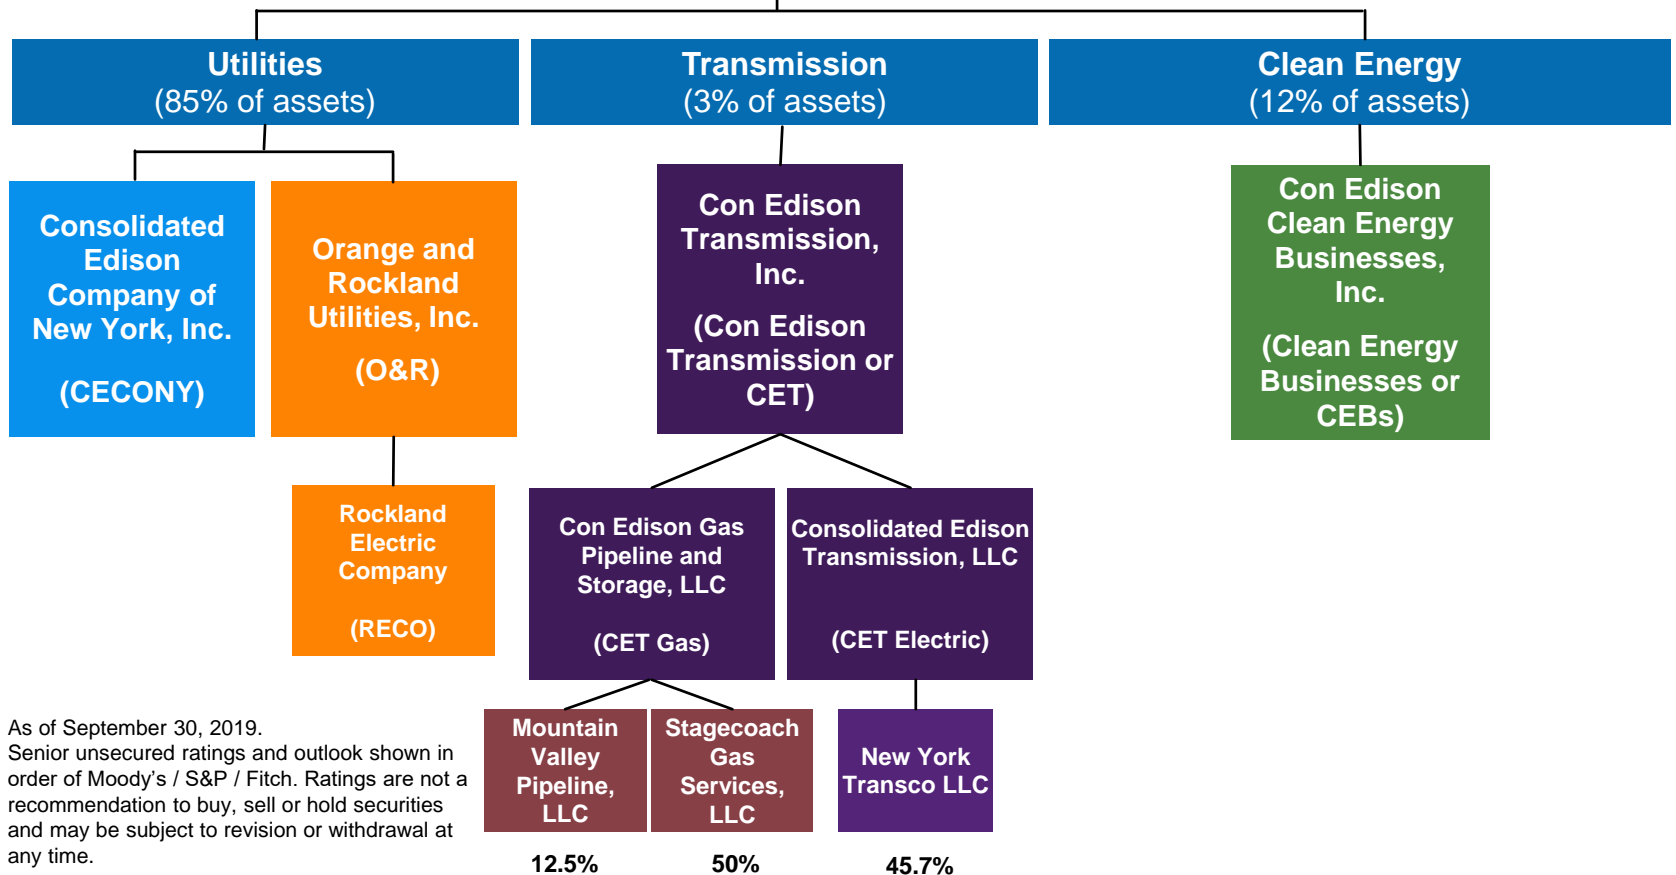 Utilities
(85% of assets)
Transmission
(3% of assets)
Clean Energy
(12% of assets)
Consolidated
Edison
Company of
New York, Inc.
(CECONY)
Orange and
Rockland
Utilities, Inc.
(O&R)
Con Edison
Transmission,
Inc.
(Con Edison
Transmission or
CET)
Con Edison
Clean Energy
Businesses,
Inc.
(Clean Energy
Businesses or
CEBs)
Rockland
Electric
Company
(RECO)
Con Edison Gas
Pipeline and
Storage, LLC
(CET Gas)
Consolidated Edison
Transmission, LLC
(CET Electric)
Mountain
Valley
Pipeline,
LLC
12.5%
Stagecoach
Gas
Services,
LLC
50%
New York
Transco LLC
45.7%
As of September 30, 2019.
Senior unsecured ratings and outlook shown in
order of Moody’s / S&P / Fitch. Ratings are not a
recommendation to buy, sell or hold securities
and may be subject to revision or withdrawal at
any time.